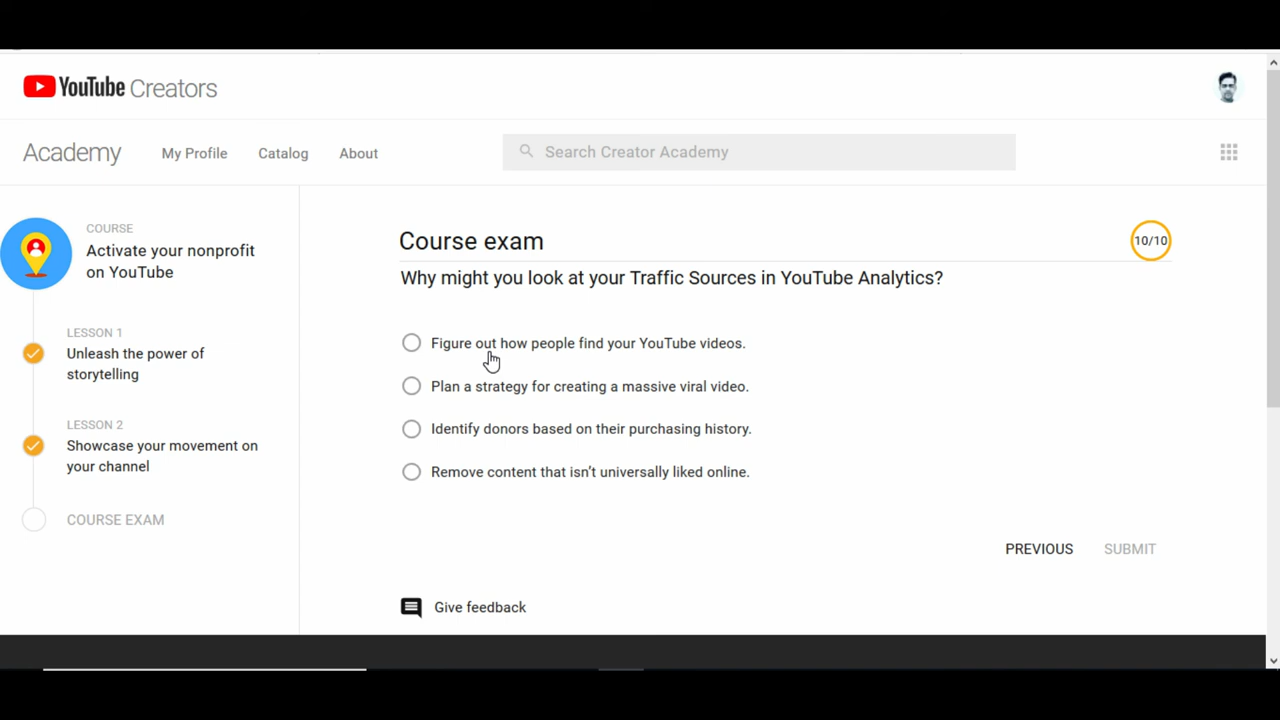 YouTube Creators
Academy My Profile Catalog About Search Creator Academy
COURSE
Activate your nonprofit
on YouTube
LESSON 1
Unleash the power of
storytelling
LESSON 2
Showcase your movement on
your channel
COURSE EXAM
Course exam 10/10
Why might you look at your Traffic Sources in YouTube Analytics?
Figure out how people find your YouTube videos.
Plan a strategy for creating a massive viral video.
Identify donors based on their purchasing history.
Remove content that isn't universally liked online.
PREVIOUS SUBMIT
Give feedback